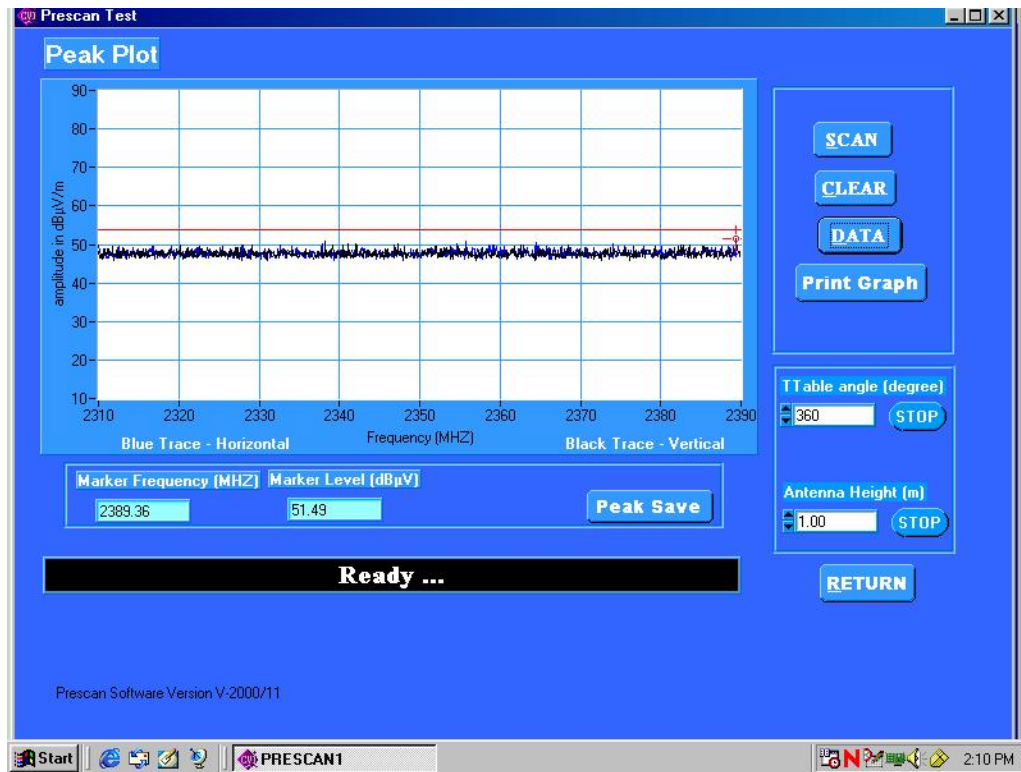 Prescan Test
Peak Plot
SCAN
CLEAR
DATA
Print Graph
amplitude in dBµV/m
90
80
70
60
50
40
30
20
10
2310 2320 2330 2340 2350 2360 2370 2380 2390
Blue Trace - Horizontal Frequency (MHZ) Black Trace - Vertical
TTable angle (degree)
360 STOP
Antenna Height (m)
1.00 STOP
Marker Frequency (MHZ) Marker Level (dBµV)
2389.36 51.49 Peak Save
Ready ...
RETURN
Prescan Software Version V-2000/11
Start PRESCAN1 N 2:10 PM